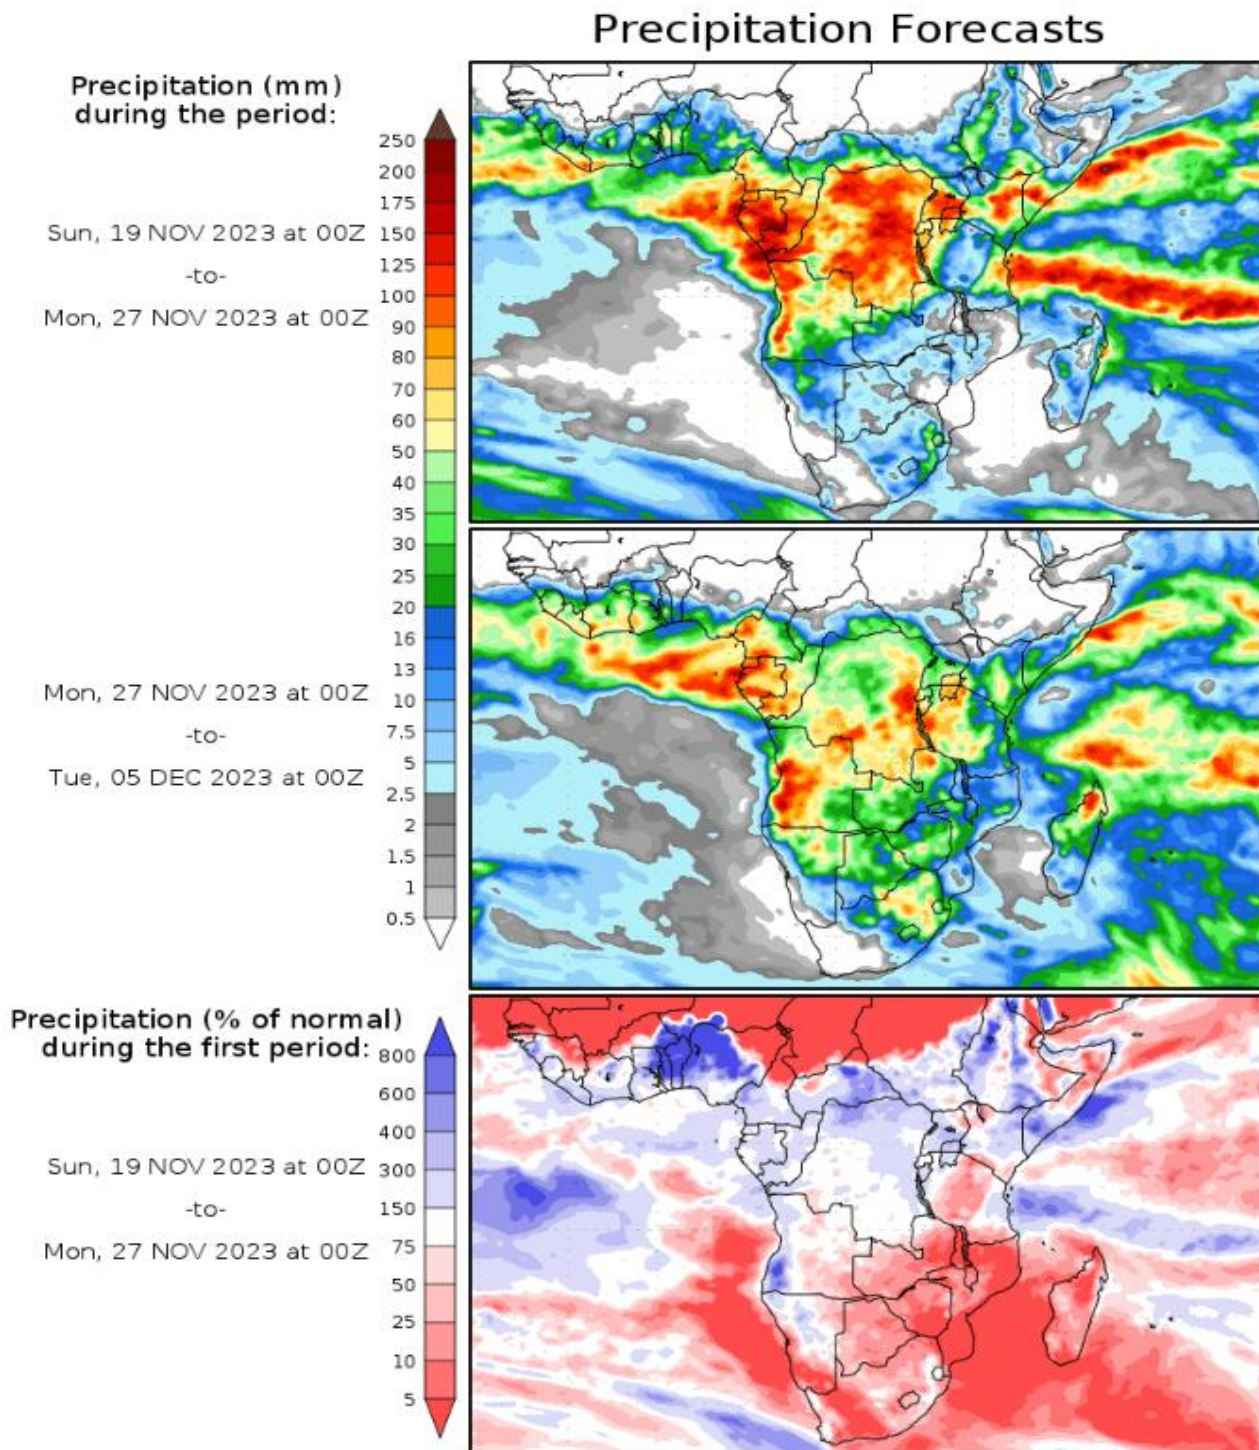 Precipitation Forecasts
Precipitation (mm)
during the period:
250
200
175
150
125
100
90
80
70
60
50
40
35
30
25
20
16
13
10
7.5
5
2.5
2
1.5
1
0.5
Sun, 19 NOV 2023 at 00Z
-to-
Mon, 27 NOV 2023 at 00Z
Mon, 27 NOV 2023 at 00Z
-to-
Tue, 05 DEC 2023 at 00Z
Precipitation (% of normal)
during the first period:
800
600
400
300
150
75
50
25
10
5
Sun, 19 NOV 2023 at 00Z
-to-
Mon, 27 NOV 2023 at 00Z